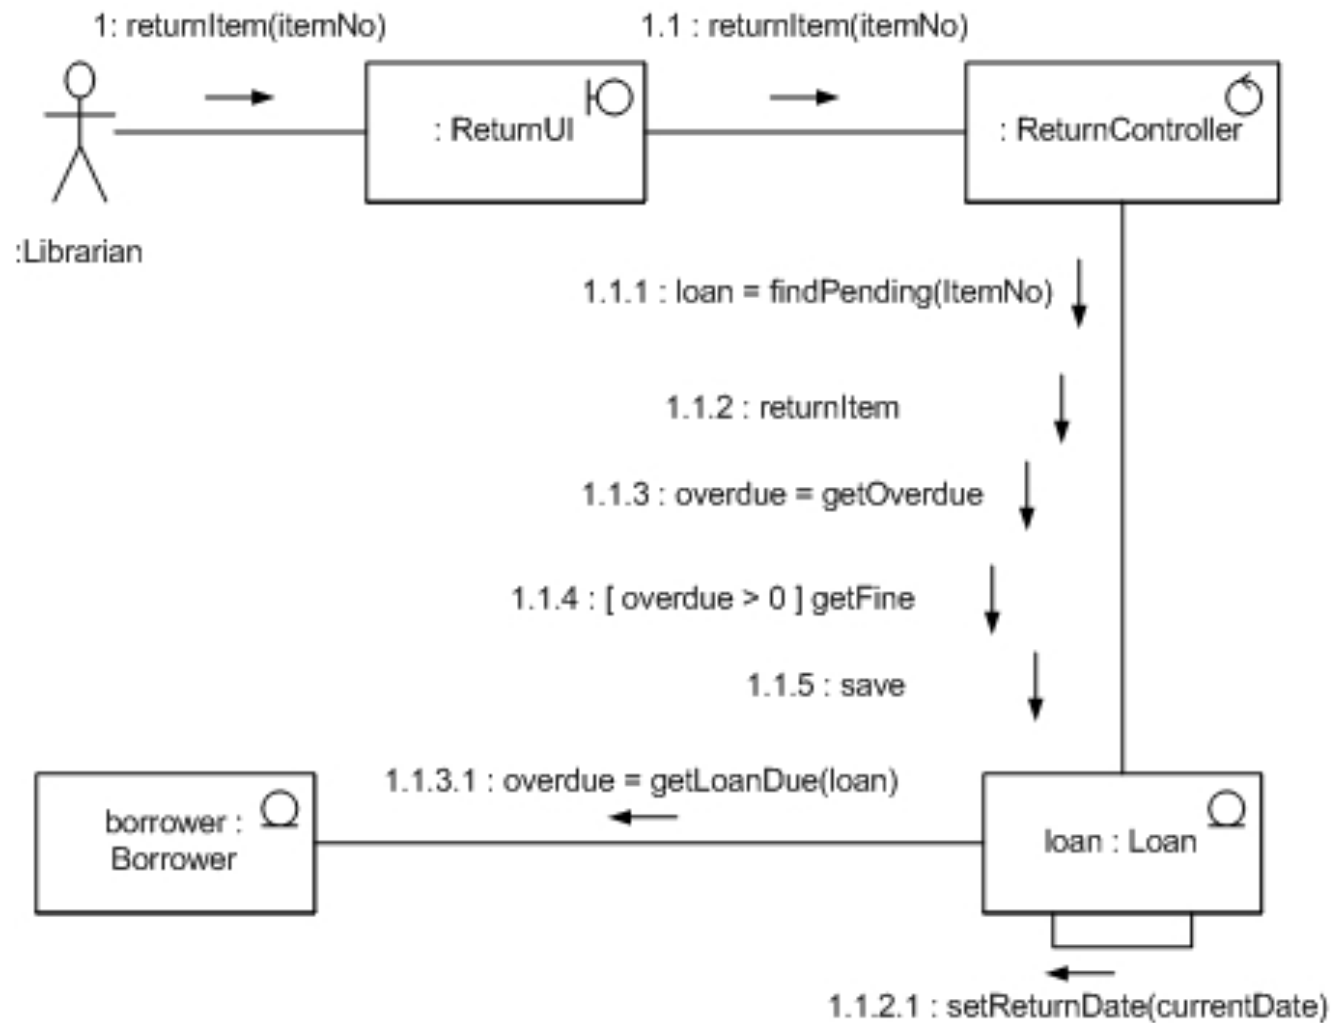 1: returnItem(itemNo)
1.1 : returnItem(itemNo)
: ReturnUI
: ReturnController
:Librarian
1.1.1 : loan = findPending(ItemNo)
1.1.2 : returnItem
1.1.3 : overdue = getOverdue
1.1.4 : [ overdue > 0 ] getFine
1.1.5 : save
1.1.3.1 : overdue = getLoanDue(loan)
borrower :
Borrower
loan : Loan
1.1.2.1 : setReturnDate(currentDate)